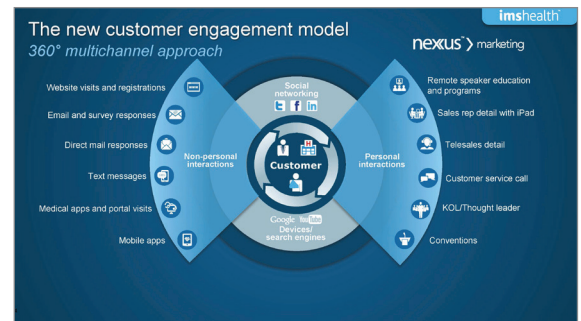 imshealth
The new customer engagement model
360° multichannel approach
nexxus marketing
Website visits and registrations
Email and survey responses
Direct mail responses
Text messages
Medical apps and portal visits
Mobile apps
Non-personal
interactions
Social
networking
Customer
Google YouTube
Devices/
search engines
Personal
interactions
Remote speaker education
and programs
Sales rep detail with iPad
Telesales detail
Customer service call
KOL/Thought leader
Conventions